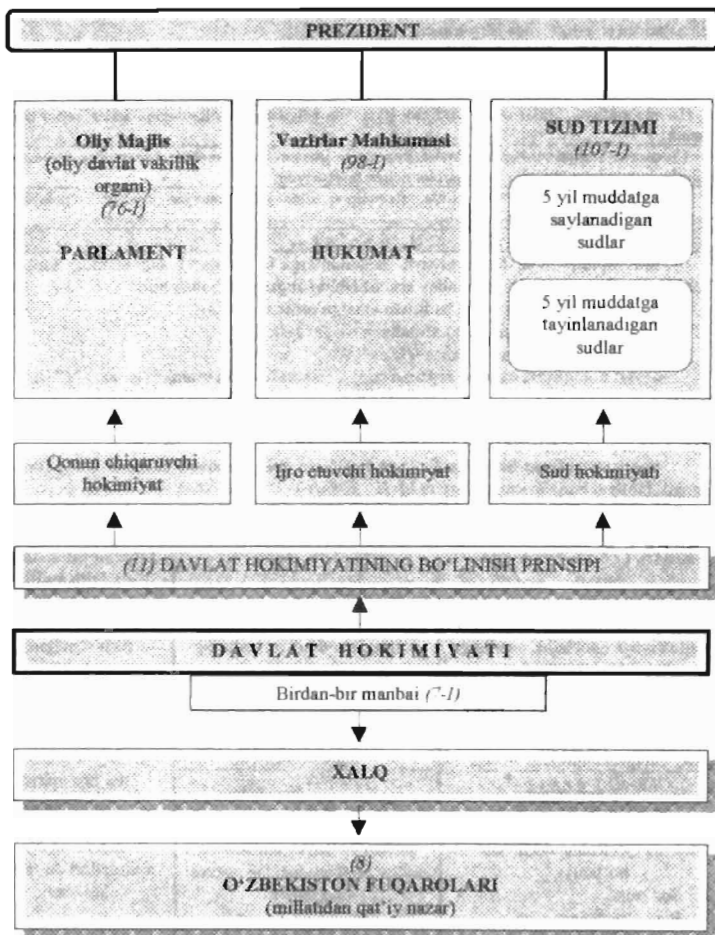 PREZIDENT
Oliy Majlis
(oliy davlat vakillik
organi)
(76-I)
PARLAMENT
Vazirlar Mahkamasi
(98-I)
HUKUMAT
SUD TIZIMI
(107-I)
5 yil muddatga
saylanadigan
sudlar
5 yil muddatga
tayinlanadigan
sudlar
Qonun chiqaruvchi
hokimiyat
Ijro etuvchi hokimiyat
Sud hokimiyati
(11) DAVLAT HOKIMIYATINING BO‘LINISH PRINSIPI
DAVLAT HOKIMIYATI
Birdan-bir manbai (7-I)
XALQ
(8)
O‘ZBEKISTON FUQAROLARI
(millatidan qat’iy nazar)